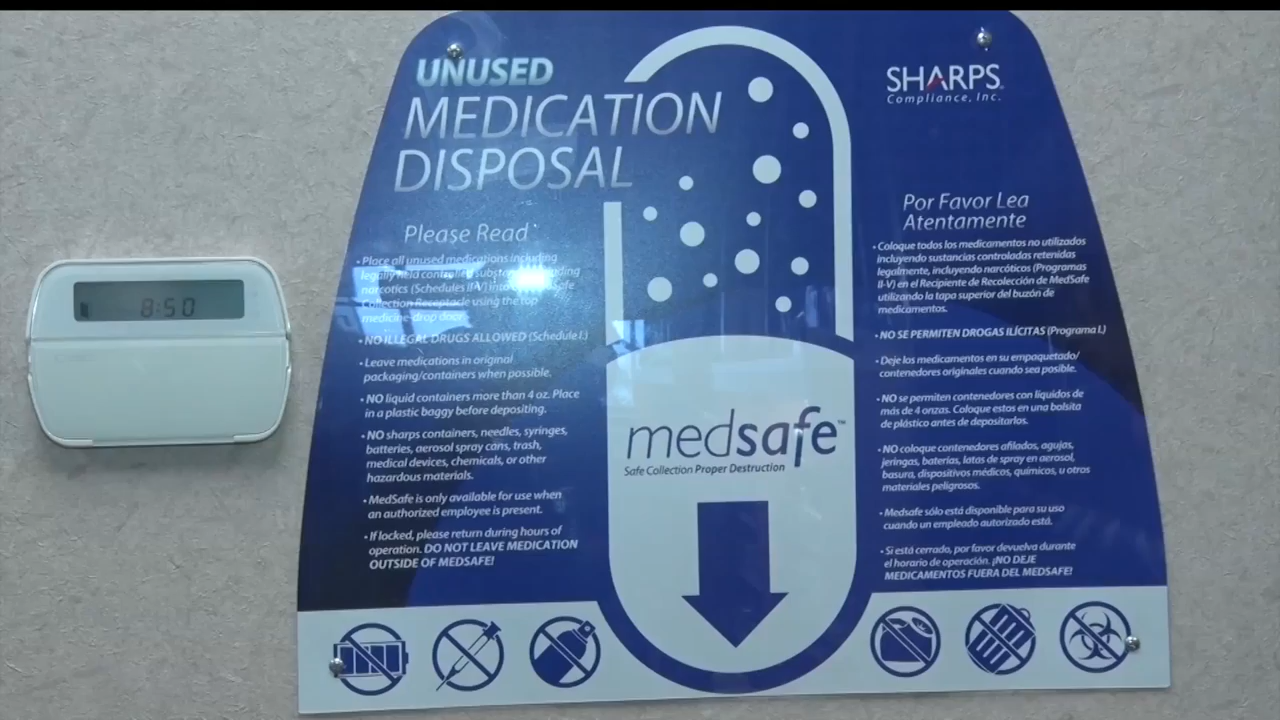 8:50
UNUSED
MEDICATION
DISPOSAL
Please Read
• Place all unused medications including
legally held controlled
narcotics (Schedules II-V)
Collection Receptacle using the top
medicine-drop door.
• NO ILLEGAL DRUGS ALLOWED (Schedule I.)
• Leave medications in original
packaging/containers when possible.
• NO liquid containers more than 4 oz. Place
in a plastic baggy before depositing.
• NO sharps containers, needles, syringes,
batteries, aerosol spray cans, trash,
medical devices, chemicals, or other
hazardous materials.
• MedSafe is only available for use when
an authorized employee is present.
• If locked, please return during hours of
operation. DO NOT LEAVE MEDICATION
OUTSIDE OF MEDSAFE!
medsafe™
Safe Collection Proper Destruction
SHARPS®
Compliance, Inc.
Por Favor Lea
Atentamente
• Coloque todos los medicamentos no utilizados
incluyendo sustancias controladas retenidas
legalmente, incluyendo narcóticos (Programas
II-V) en el Recipiente de Recolección de MedSafe
utilizando la tapa superior del buzón de
medicamentos.
• NO SE PERMITEN DROGAS ILÍCITAS (Programa I.)
• Deje los medicamentos en su empaquetado/
contenedores originales cuando sea posible.
• NO se permiten contenedores con líquidos de
más de 4 onzas. Coloque estos en una bolsita
de plástico antes de depositarlos.
• NO coloque contenedores afilados, agujas,
jeringas, baterías, latas de spray en aerosol,
basura, dispositivos médicos, químicos, u otros
materiales peligrosos.
• Medsafe sólo está disponible para su uso
cuando un empleado autorizado está.
• Si está cerrado, por favor devuelva durante
el horario de operación. ¡NO DEJE
MEDICAMENTOS FUERA DEL MEDSAFE!